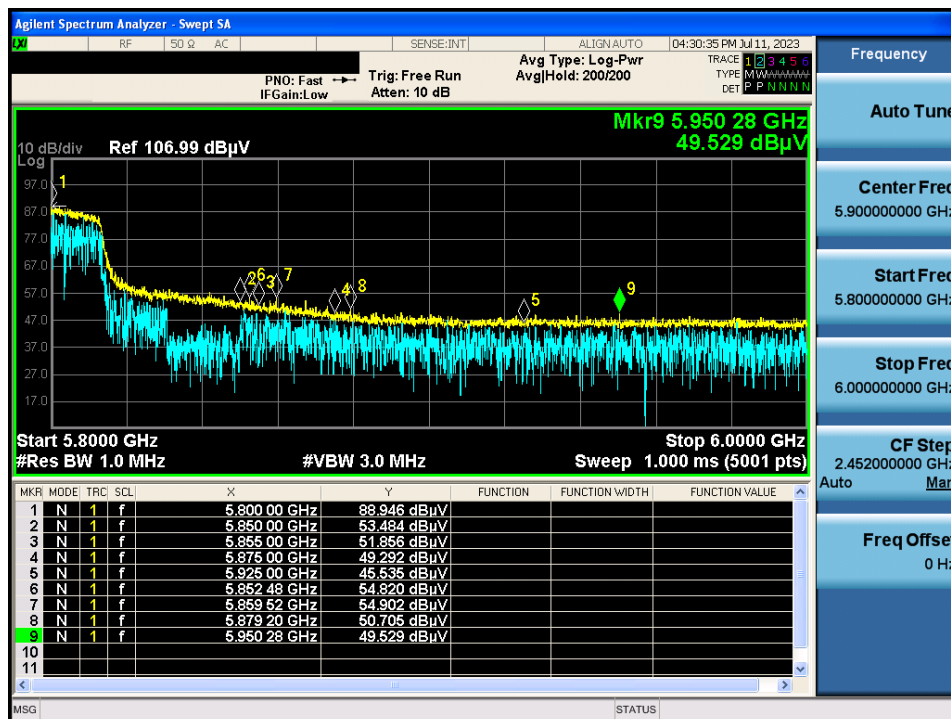 Agilent Spectrum Analyzer - Swept SA
LXI RF 50 Ω AC SENSE:INT ALIGN AUTO 04:30:35 PM Jul 11, 2023
Avg Type: Log-Pwr TRACE 1 2 3 4 5 6
PNO: Fast Trig: Free Run Avg|Hold: 200/200 TYPE
IFGain:Low Atten: 10 dB DET P P N N N N
Mkr9 5.950 28 GHz
49.529 dBµV
10 dB/div Ref 106.99 dBµV
Log
97.0
87.0
77.0
67.0
57.0
47.0
37.0
27.0
17.0
1
2 6 3 7 4 8 5 9
Start 5.8000 GHz Stop 6.0000 GHz
#Res BW 1.0 MHz #VBW 3.0 MHz Sweep 1.000 ms (5001 pts)
MKR MODE TRC SCL X Y FUNCTION FUNCTION WIDTH FUNCTION VALUE
1 N 1 f 5.800 00 GHz 88.946 dBµV
2 N 1 f 5.850 00 GHz 53.484 dBµV
3 N 1 f 5.855 00 GHz 51.856 dBµV
4 N 1 f 5.875 00 GHz 49.292 dBµV
5 N 1 f 5.925 00 GHz 45.535 dBµV
6 N 1 f 5.852 48 GHz 54.820 dBµV
7 N 1 f 5.859 52 GHz 54.902 dBµV
8 N 1 f 5.879 20 GHz 50.705 dBµV
9 N 1 f 5.950 28 GHz 49.529 dBµV
10
11
MSG STATUS
Frequency
Auto Tune
Center Freq
5.900000000 GHz
Start Freq
5.800000000 GHz
Stop Freq
6.000000000 GHz
CF Step
2.452000000 GHz
Auto Man
Freq Offset
0 Hz